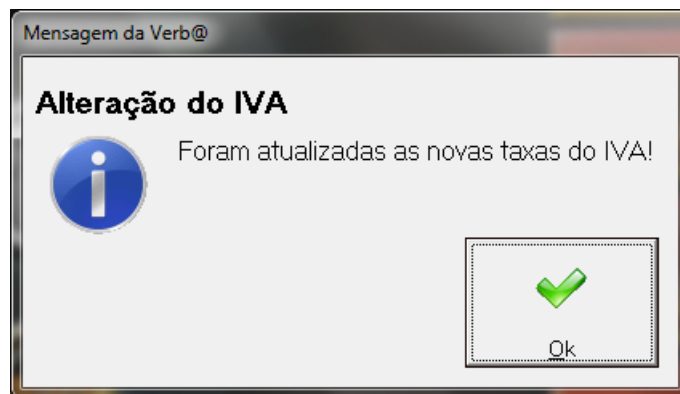 Mensagem da Verb@
Alteração do IVA
Foram atualizadas as novas taxas do IVA!
Ok